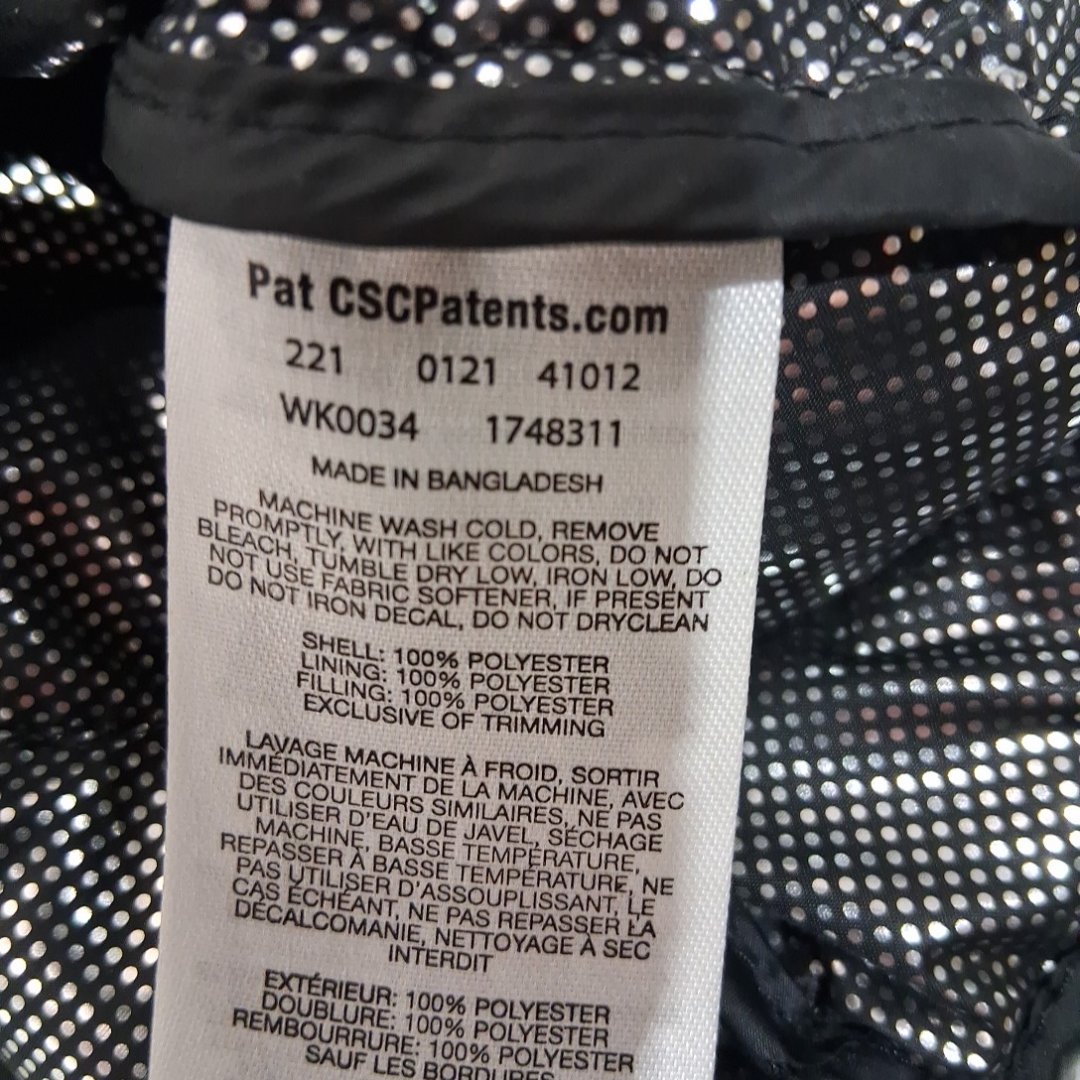 Pat CSCPatents.com
221 0121 41012
WK0034 1748311
MADE IN BANGLADESH
MACHINE WASH COLD, REMOVE
PROMPTLY, WITH LIKE COLORS, DO NOT
BLEACH, TUMBLE DRY LOW, IRON LOW, DO
NOT USE FABRIC SOFTENER, IF PRESENT
DO NOT IRON DECAL, DO NOT DRYCLEAN
SHELL: 100% POLYESTER
LINING: 100% POLYESTER
FILLING: 100% POLYESTER
EXCLUSIVE OF TRIMMING
LAVAGE MACHINE À FROID, SORTIR
IMMÉDIATEMENT DE LA MACHINE, AVEC
DES COULEURS SIMILAIRES, NE PAS
UTILISER D'EAU DE JAVEL, SÉCHAGE
MACHINE, BASSE TEMPÉRATURE,
REPASSER À BASSE TEMPÉRATURE, NE
PAS UTILISER D'ASSOUPLISSANT, LE
CAS ÉCHÉANT, NE PAS REPASSER LA
DÉCALCOMANIE, NETTOYAGE À SEC
INTERDIT
EXTÉRIEUR: 100% POLYESTER
DOUBLURE: 100% POLYESTER
REMBOURRURE: 100% POLYESTER
SAUF LES BORDURES